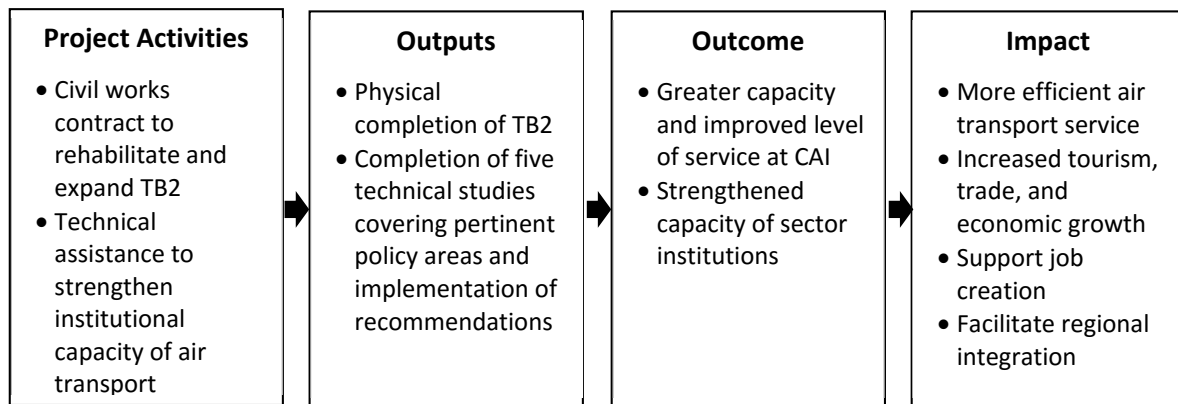 Project Activities
• Civil works
contract to
rehabilitate and
expand TB2
• Technical
assistance to
strengthen
institutional
capacity of air
transport
Outputs
• Physical
completion of TB2
• Completion of five
technical studies
covering pertinent
policy areas and
implementation of
recommendations
Outcome
• Greater capacity
and improved level
of service at CAI
• Strengthened
capacity of sector
institutions
Impact
• More efficient air
transport service
• Increased tourism,
trade, and
economic growth
• Support job
creation
• Facilitate regional
integration